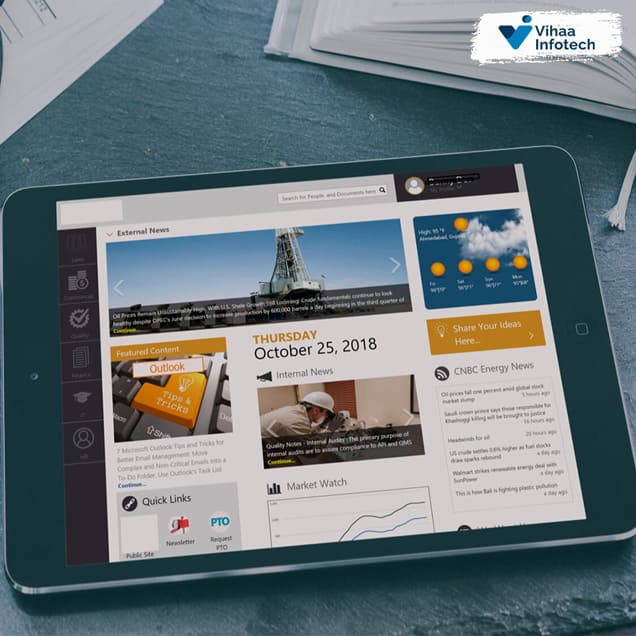 Vihaa
Infotech
Search for People, and Documents here
My Profile
External News
Oil Prices Remain Unsustainably High, With U.S. Shale Growth Still Looming: Crude fundamentals continue to look
healthy despite OPEC's June decision to increase production by 600,000 barrels a day beginning in the third quarter of
Continue...
High: 95 °F
Ahmedabad, Gujarat
Fri
Sat
Sun
Mon
Sales
Commercial
Quality
Finance
IT
HR
Featured Content
Outlook
Tips &
Tricks
Shift
7 Microsoft Outlook Tips and Tricks for
Better Email Management: Move
Complex and Non-Critical Emails into a
To-Do Folder; Use Outlook's Task List
Continue...
THURSDAY
October 25, 2018
Internal News
Quality Notes - Internal Audits - The primary purpose of
internal audits are to assure compliance to API and QMS
Continue...
Share Your Ideas
Here...
CNBC Energy News
Oil prices fall one percent amid global stock
market slump
5 hours ago
Saudi crown prince says those responsible for
Khashoggi killing will be brought to justice
16 hours ago
Headwinds for oil
20 hours ago
US crude settles 0.6% higher as fuel stocks
draw sparks rebound
a day ago
Walmart strikes renewable energy deal with
SunPower
a day ago
This is how Bali is fighting plastic pollution
a day ago
Quick Links
Public Site
Newsletter
PTO
Request
PTO
Market Watch